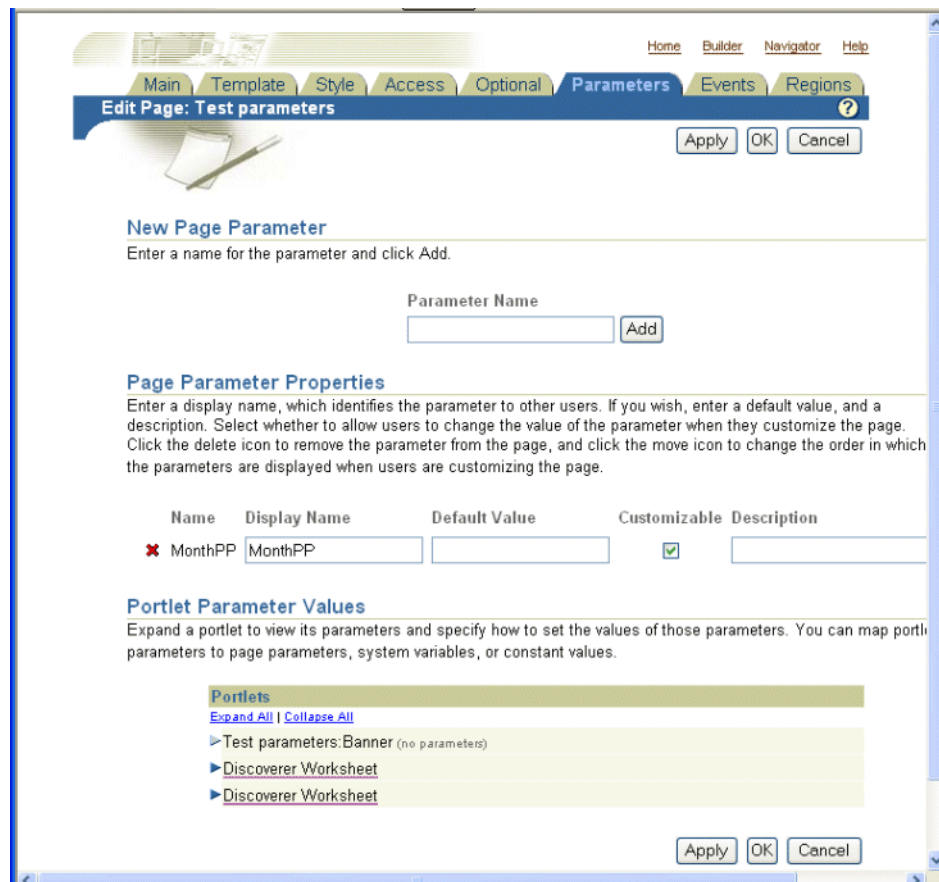 Home Builder Navigator Help
Main Template Style Access Optional Parameters Events Regions
Edit Page: Test parameters ?
Apply OK Cancel
New Page Parameter
Enter a name for the parameter and click Add.
Parameter Name
Add
Page Parameter Properties
Enter a display name, which identifies the parameter to other users. If you wish, enter a default value, and a
description. Select whether to allow users to change the value of the parameter when they customize the page.
Click the delete icon to remove the parameter from the page, and click the move icon to change the order in which
the parameters are displayed when users are customizing the page.
Name Display Name Default Value Customizable Description
MonthPP MonthPP
Portlet Parameter Values
Expand a portlet to view its parameters and specify how to set the values of those parameters. You can map portl
parameters to page parameters, system variables, or constant values.
Portlets
Expand All | Collapse All
Test parameters:Banner (no parameters)
Discoverer Worksheet
Discoverer Worksheet
Apply OK Cancel